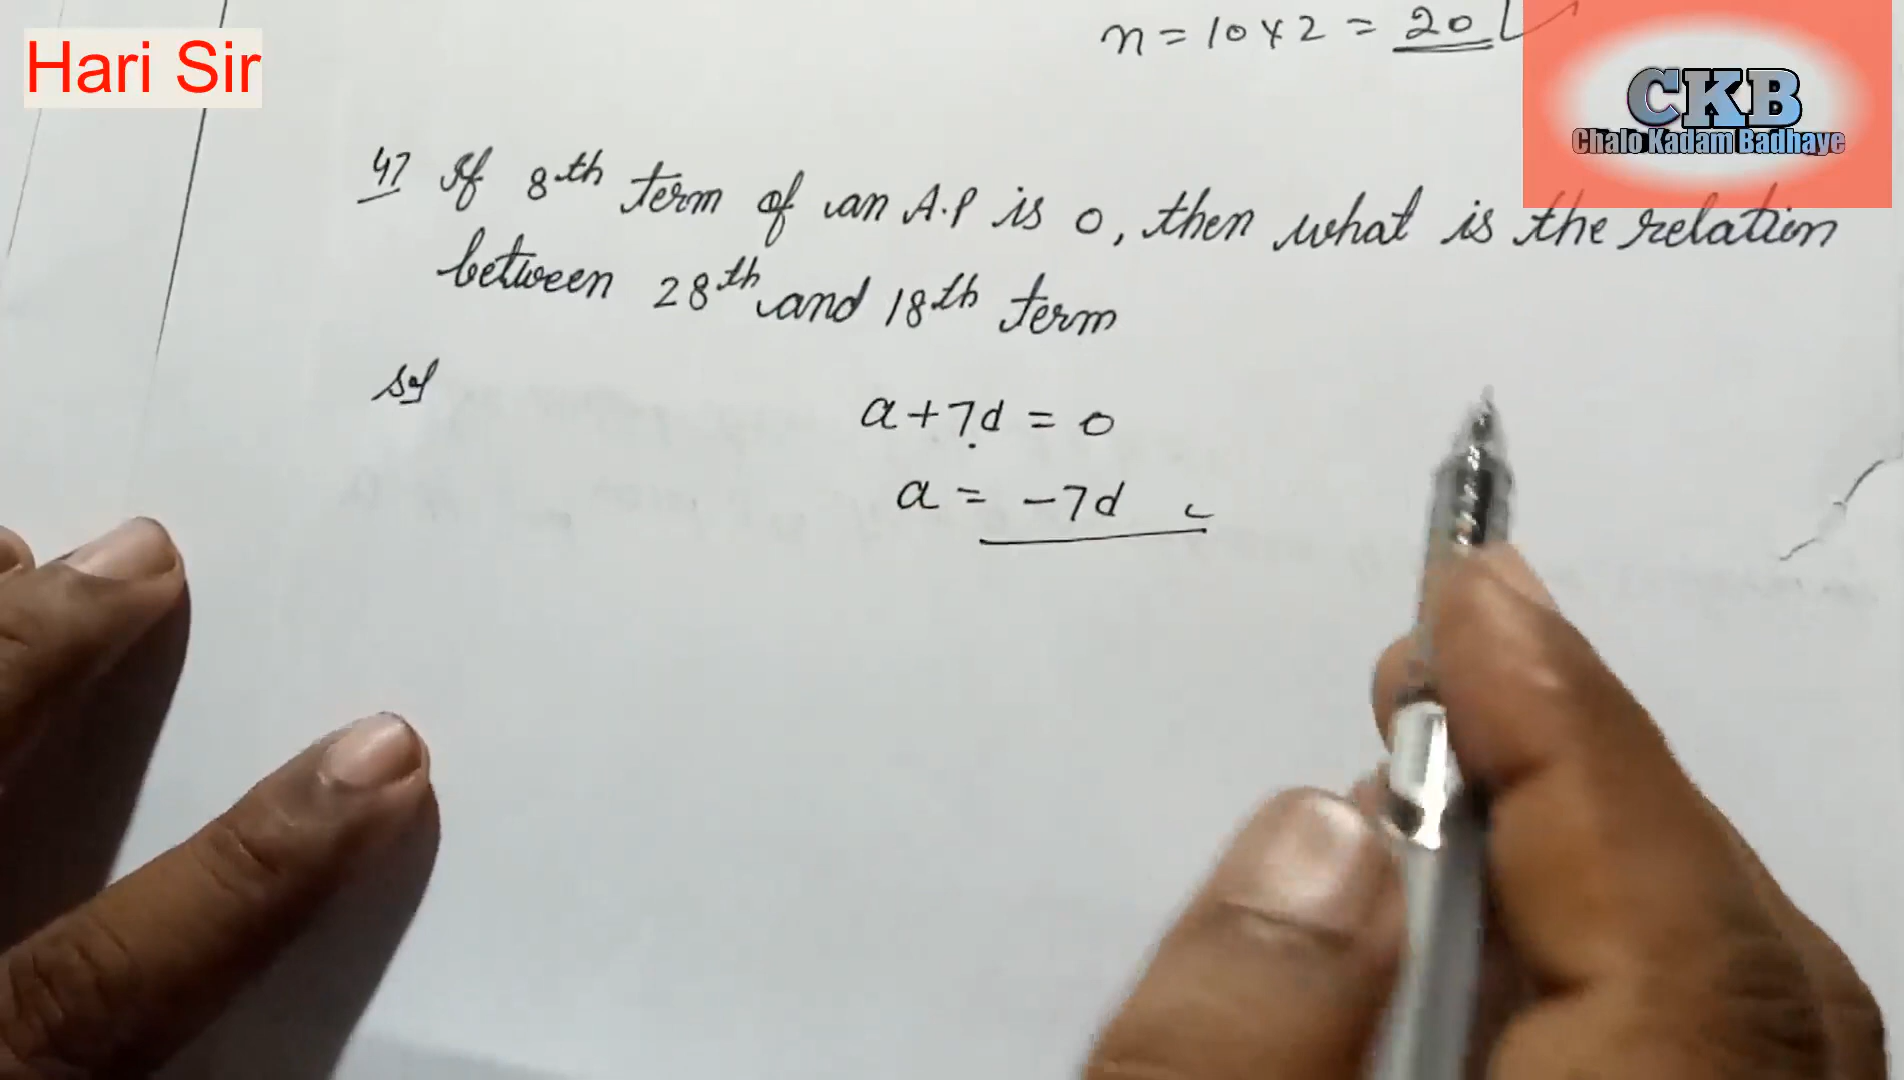 n = 10 x 2 = 20
Hari Sir
CKB
Chalo Kadam Badhaye
47 If 8th term of an A.P is 0, then what is the relation
between 28th and 18th term
Sol
a + 7d = 0
a = -7d